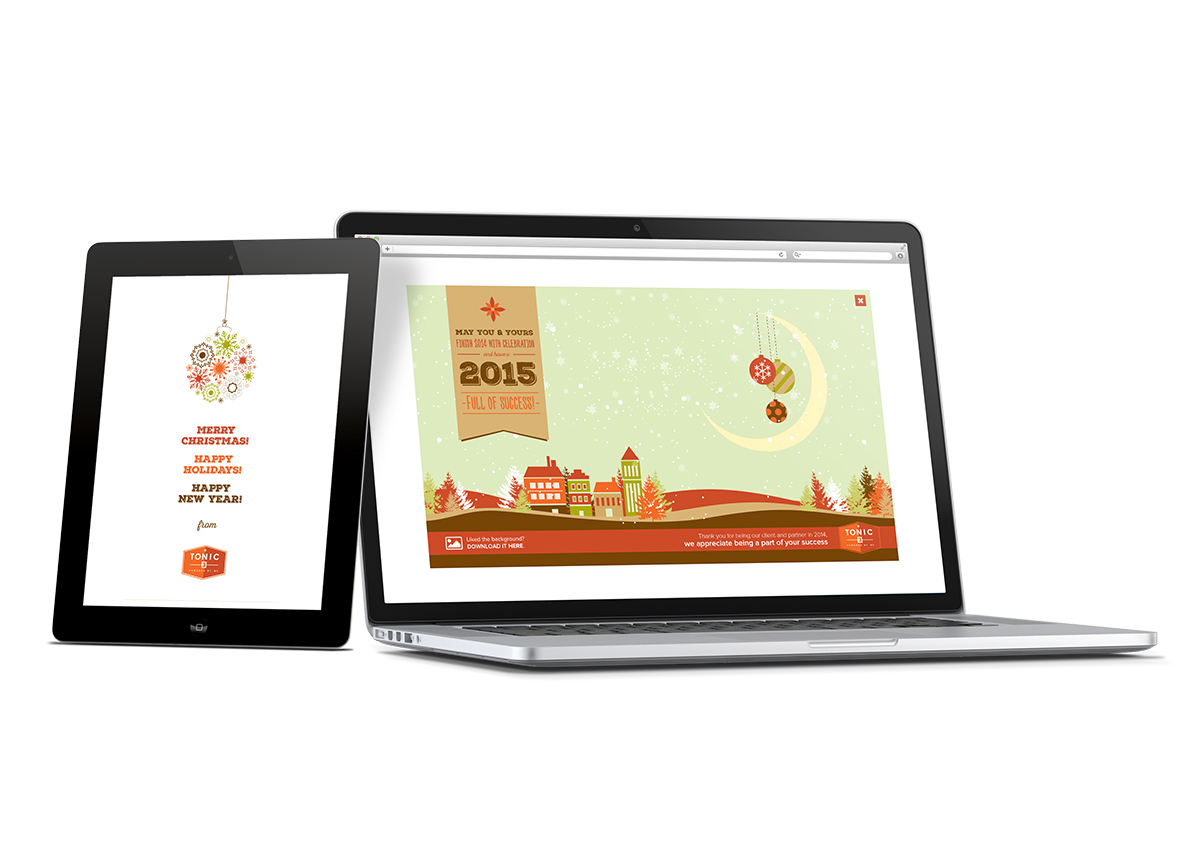 MERRY
CHRISTMAS!
HAPPY
HOLIDAYS!
HAPPY
NEW YEAR!
from
TONIC
3
MAY YOU & YOURS
FINISH 2014 WITH CELEBRATION
and have a
2015
-FULL OF SUCCESS!-
Liked the background?
DOWNLOAD IT HERE
Thank you for being our client and partner in 2014,
we appreciate being a part of your success
TONIC
3